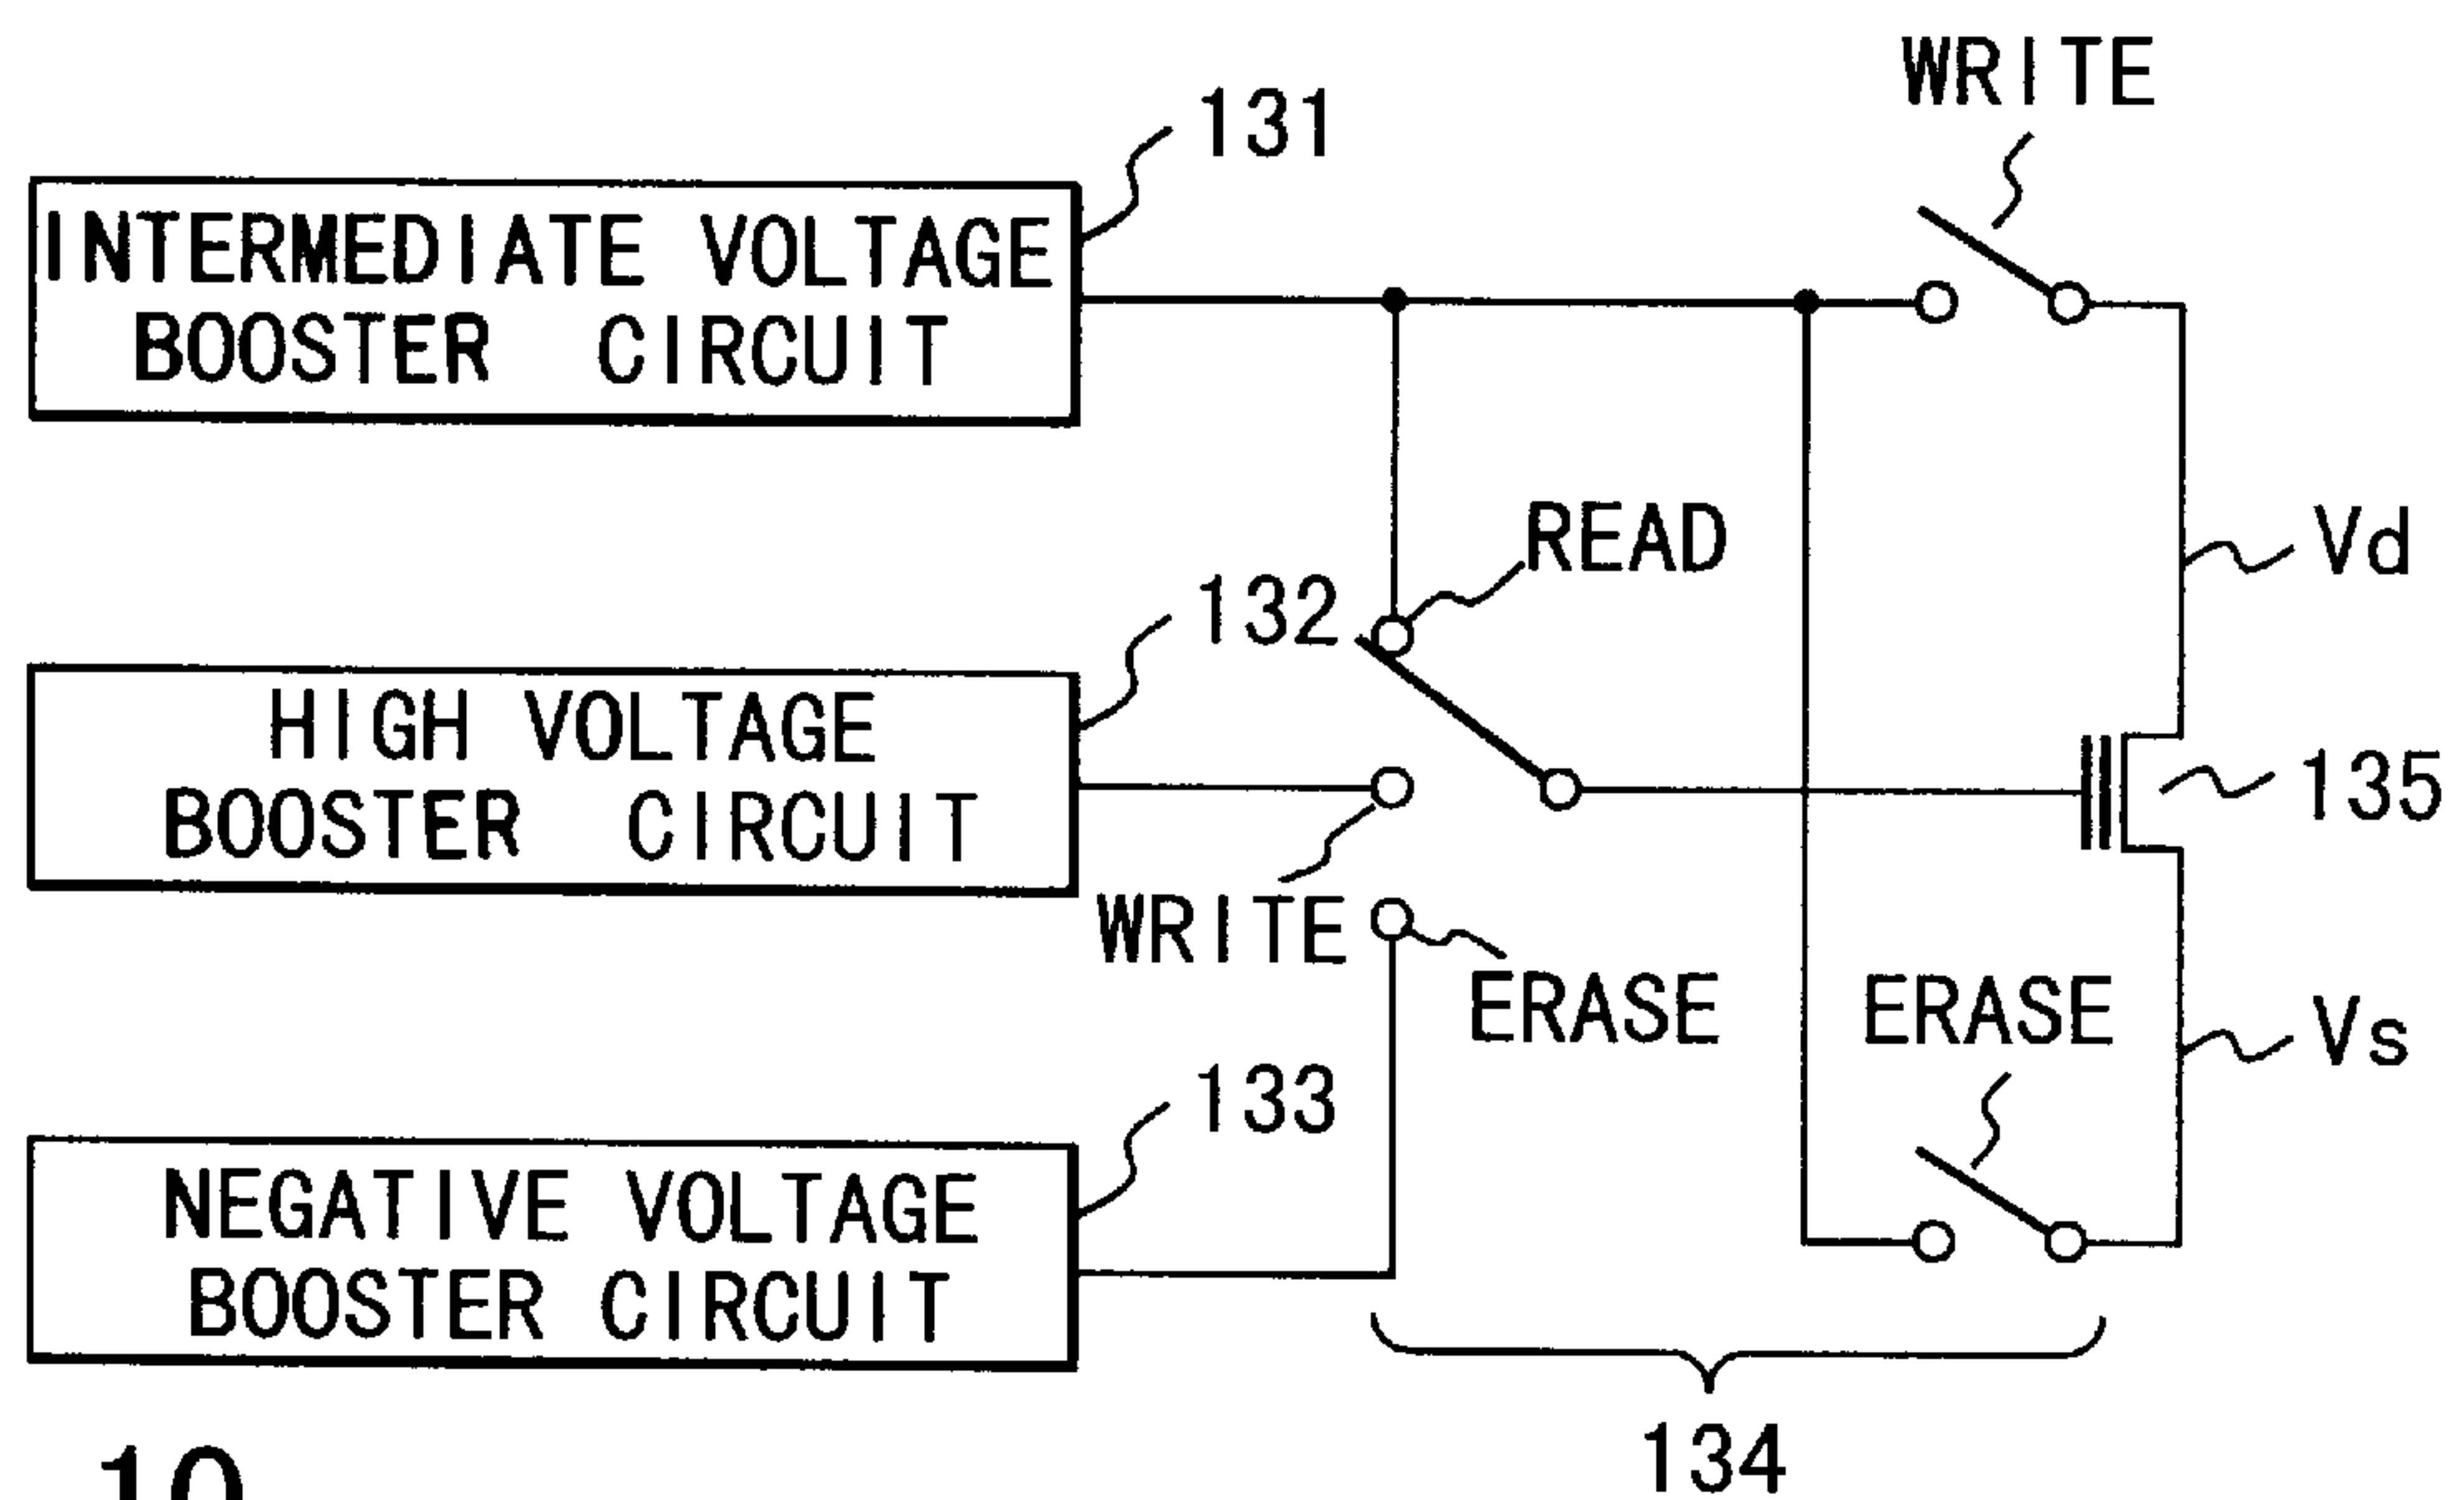 WRITE
131
INTERMEDIATE VOLTAGE
BOOSTER CIRCUIT
READ
Vd
132
HIGH VOLTAGE
BOOSTER CIRCUIT
135
WRITE
ERASE
ERASE
Vs
133
NEGATIVE VOLTAGE
BOOSTER CIRCUIT
134